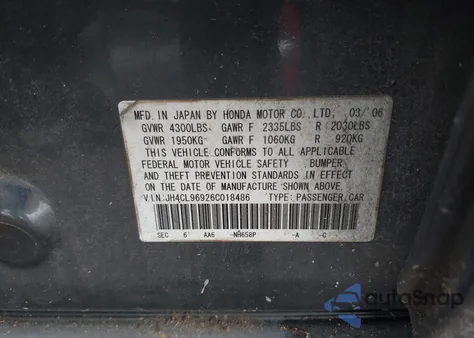 MFD. IN JAPAN BY HONDA MOTOR CO., LTD. 03/06
GVWR 4300LBS GAWR F 2335LBS R 2030LBS
GVWR 1950KG GAWR F 1060KG R 920KG
THIS VEHICLE CONFORMS TO ALL APPLICABLE
FEDERAL MOTOR VEHICLE SAFETY, BUMPER
AND THEFT PREVENTION STANDARDS IN EFFECT
ON THE DATE OF MANUFACTURE SHOWN ABOVE.
V.I.N: JH4CL96926C018486 TYPE: PASSENGER CAR
SEC 6 AA6 -NH658P -A -C
autoSnap